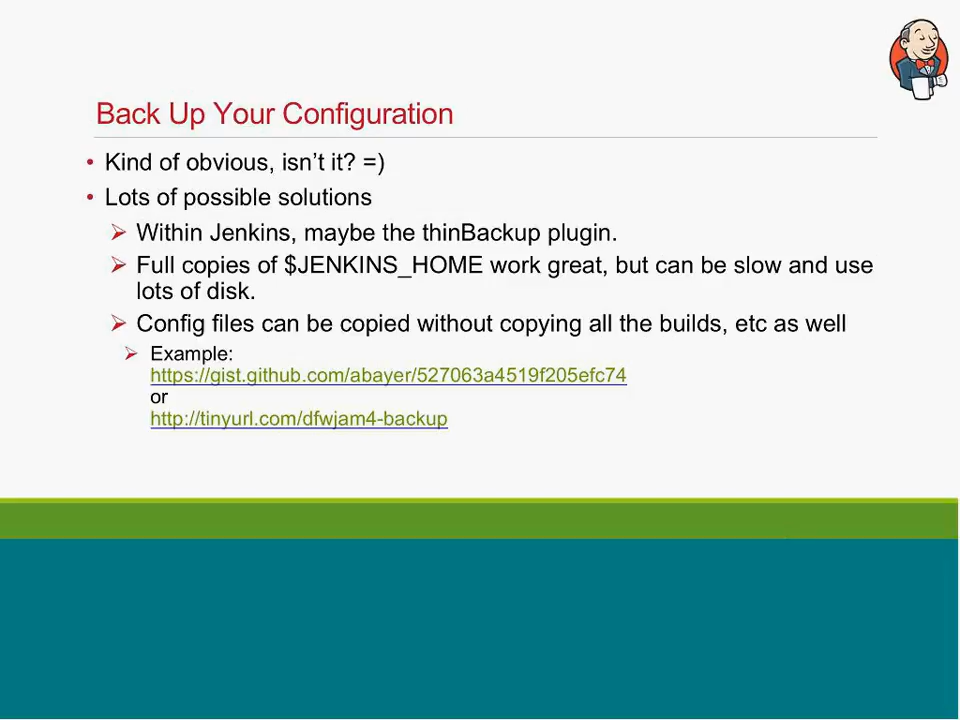 Back Up Your Configuration
• Kind of obvious, isn't it? =)
• Lots of possible solutions
➢ Within Jenkins, maybe the thinBackup plugin.
➢ Full copies of $JENKINS_HOME work great, but can be slow and use
lots of disk.
➢ Config files can be copied without copying all the builds, etc as well
➢ Example:
https://gist.github.com/abayer/527063a4519f205efc74
or
http://tinyurl.com/dfwjam4-backup